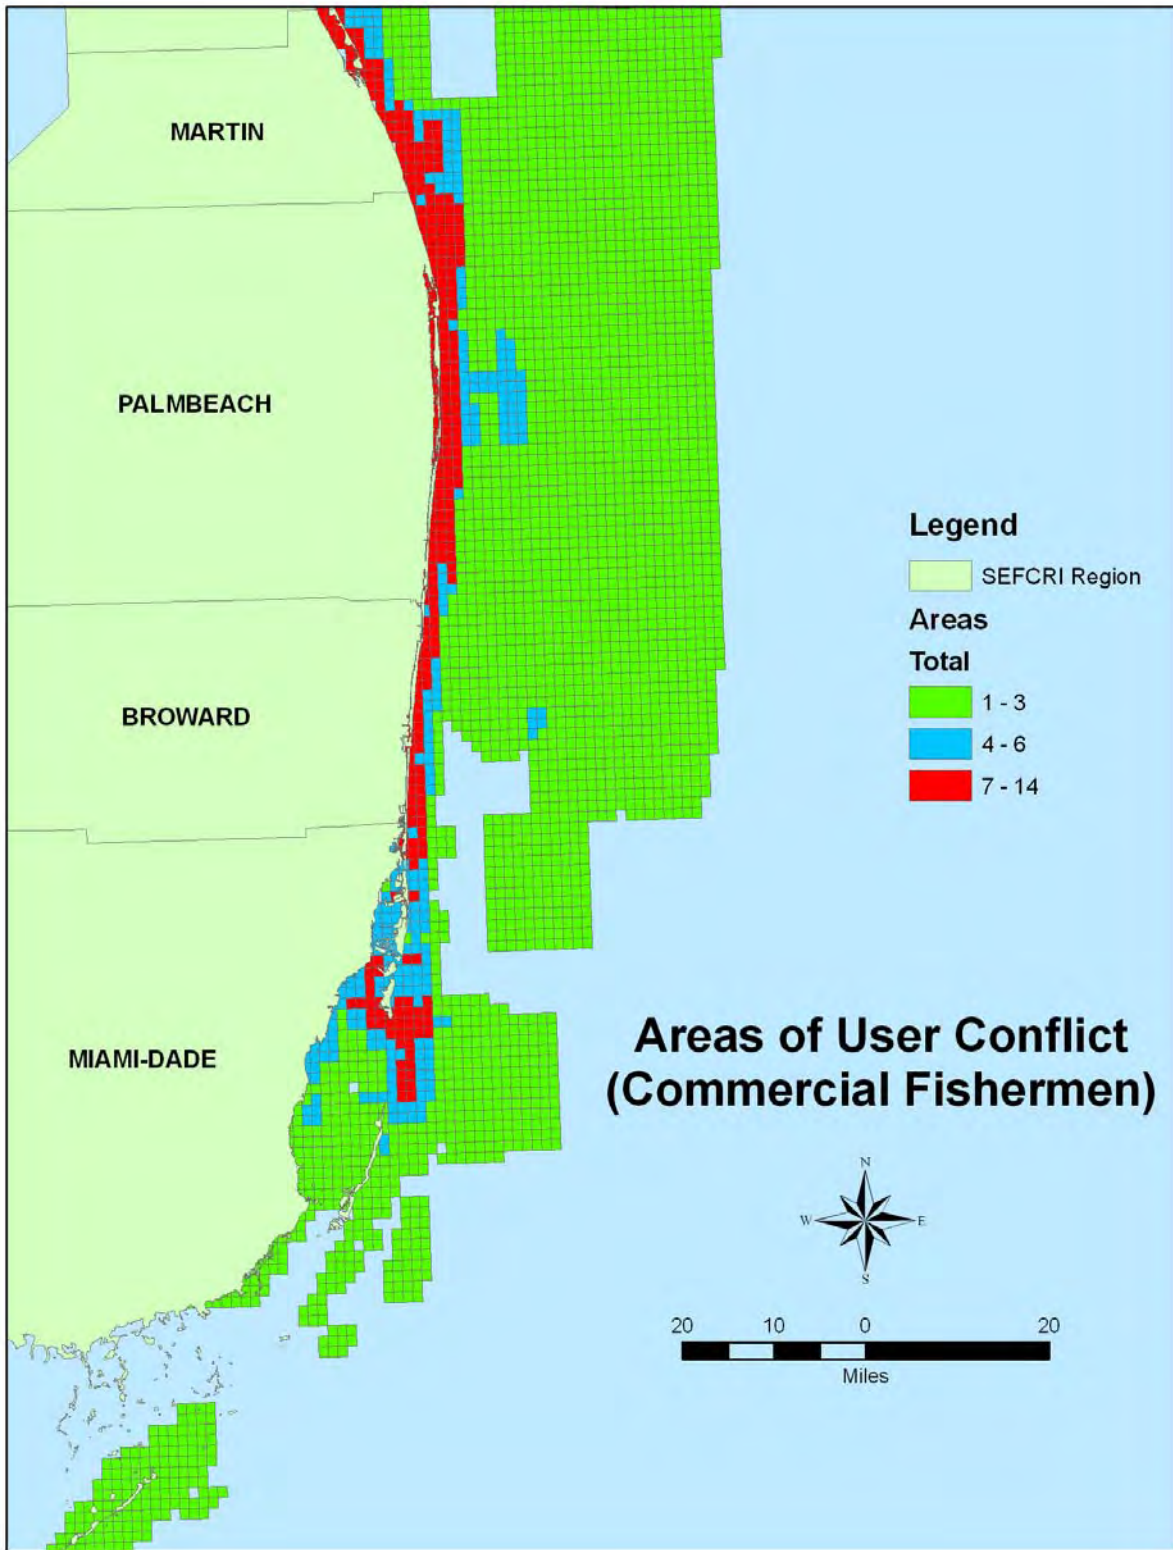 MARTIN
PALMBEACH
BROWARD
MIAMI-DADE
Legend
SEFCRI Region
Areas
Total
1 - 3
4 - 6
7 - 14
Areas of User Conflict
(Commercial Fishermen)
N
W E
S
20 10 0 20
Miles